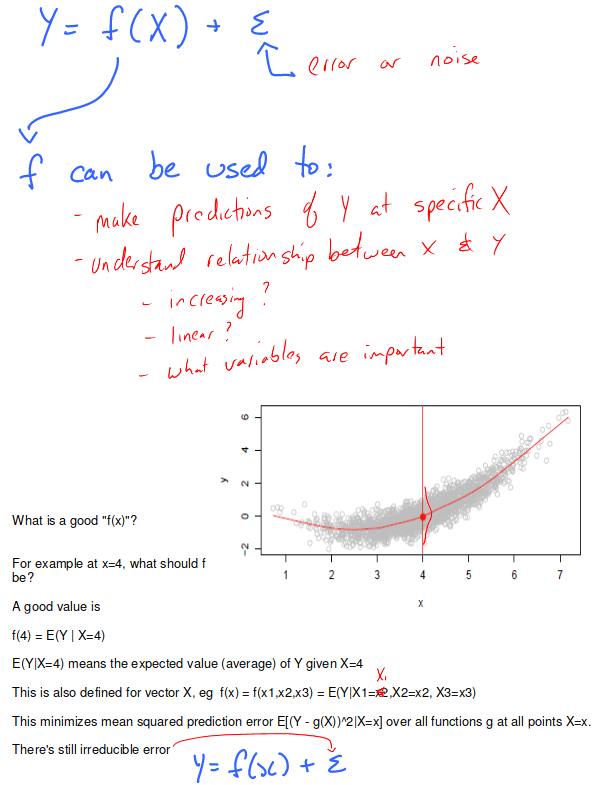 Y = f(X) + ε
error or noise
f can be used to:
- make predictions of Y at specific X
- understand relationship between X & Y
- increasing?
- linear?
- what variables are important
6
4
2
0
-2
y
1 2 3 4 5 6 7
x
What is a good "f(x)"?
For example at x=4, what should f
be?
A good value is
f(4) = E(Y | X=4)
E(Y|X=4) means the expected value (average) of Y given X=4
x1
This is also defined for vector X, eg f(x) = f(x1,x2,x3) = E(Y|X1=x2,X2=x2, X3=x3)
This minimizes mean squared prediction error E[(Y - g(X))^2|X=x] over all functions g at all points X=x.
There's still irreducible error
Y = f(x) + ε